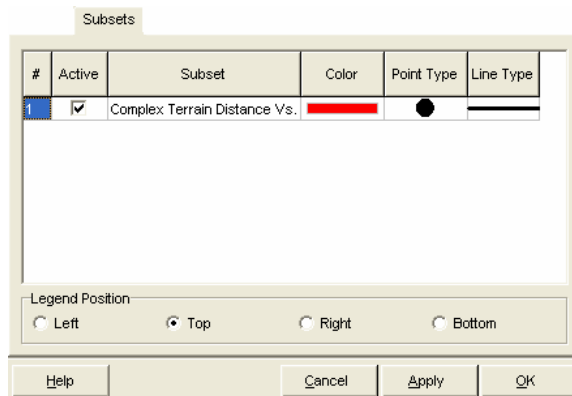 Subsets
# Active Subset Color Point Type Line Type
1 Complex Terrain Distance Vs.
Legend Position
Left Top Right Bottom
Help Cancel Apply OK